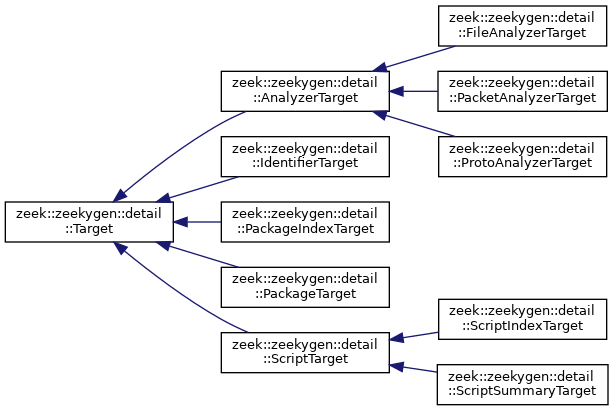 zeek::zeekygen::detail
::FileAnalyzerTarget
zeek::zeekygen::detail
::AnalyzerTarget
zeek::zeekygen::detail
::PacketAnalyzerTarget
zeek::zeekygen::detail
::IdentifierTarget
zeek::zeekygen::detail
::ProtoAnalyzerTarget
zeek::zeekygen::detail
::Target
zeek::zeekygen::detail
::PackageIndexTarget
zeek::zeekygen::detail
::PackageTarget
zeek::zeekygen::detail
::ScriptIndexTarget
zeek::zeekygen::detail
::ScriptTarget
zeek::zeekygen::detail
::ScriptSummaryTarget